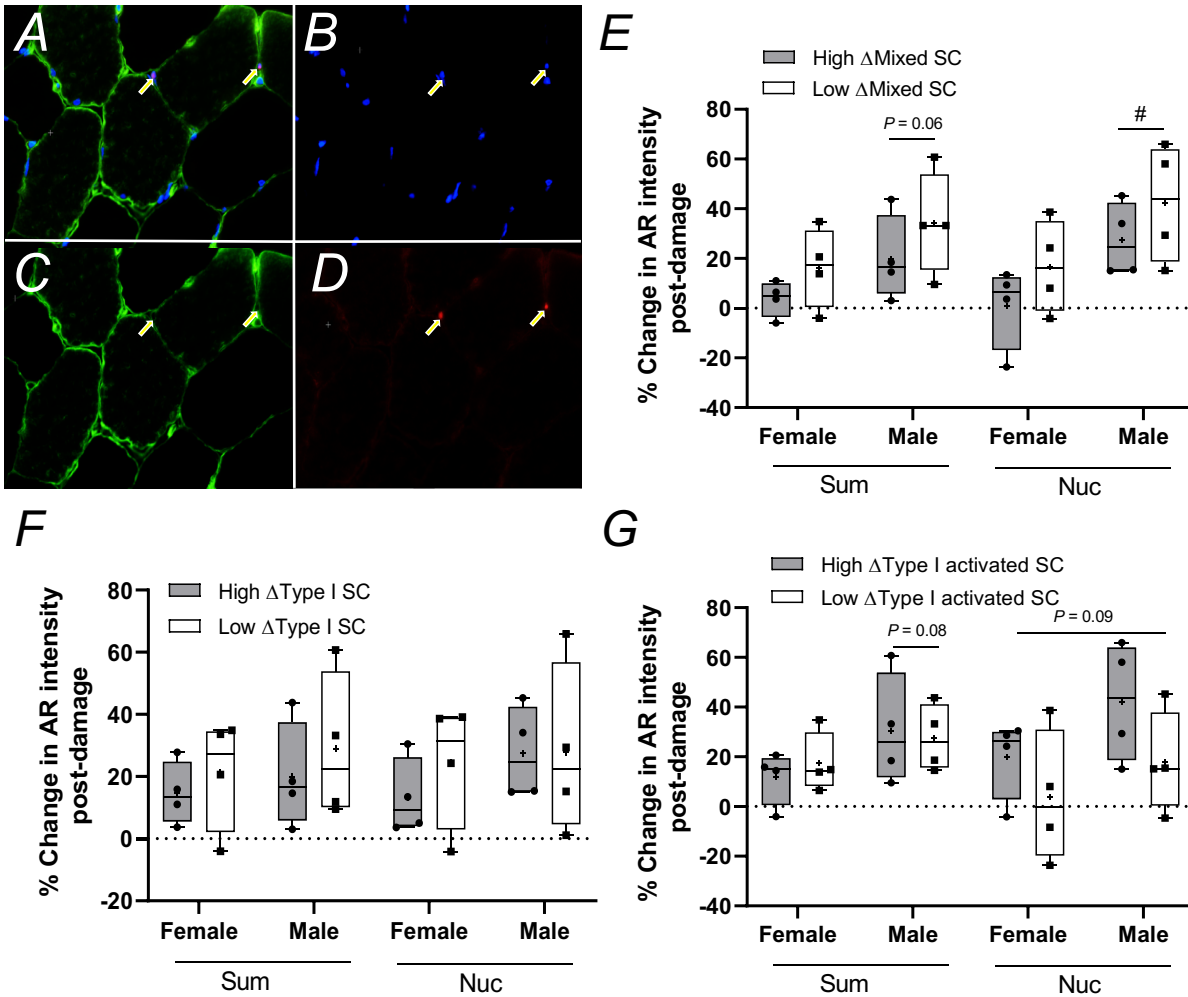 A
B
C
D
E
High ΔMixed SC
Low ΔMixed SC
% Change in AR intensity
post-damage
80
60
40
20
0
-20
-40
P = 0.06
#
Female
Male
Female
Male
Sum
Nuc
F
High ΔType I SC
Low ΔType I SC
% Change in AR intensity
post-damage
80
60
40
20
0
-20
Female
Male
Female
Male
Sum
Nuc
G
High ΔType I activated SC
Low ΔType I activated SC
% Change in AR intensity
post-damage
80
60
40
20
0
-20
-40
P = 0.08
P = 0.09
Female
Male
Female
Male
Sum
Nuc